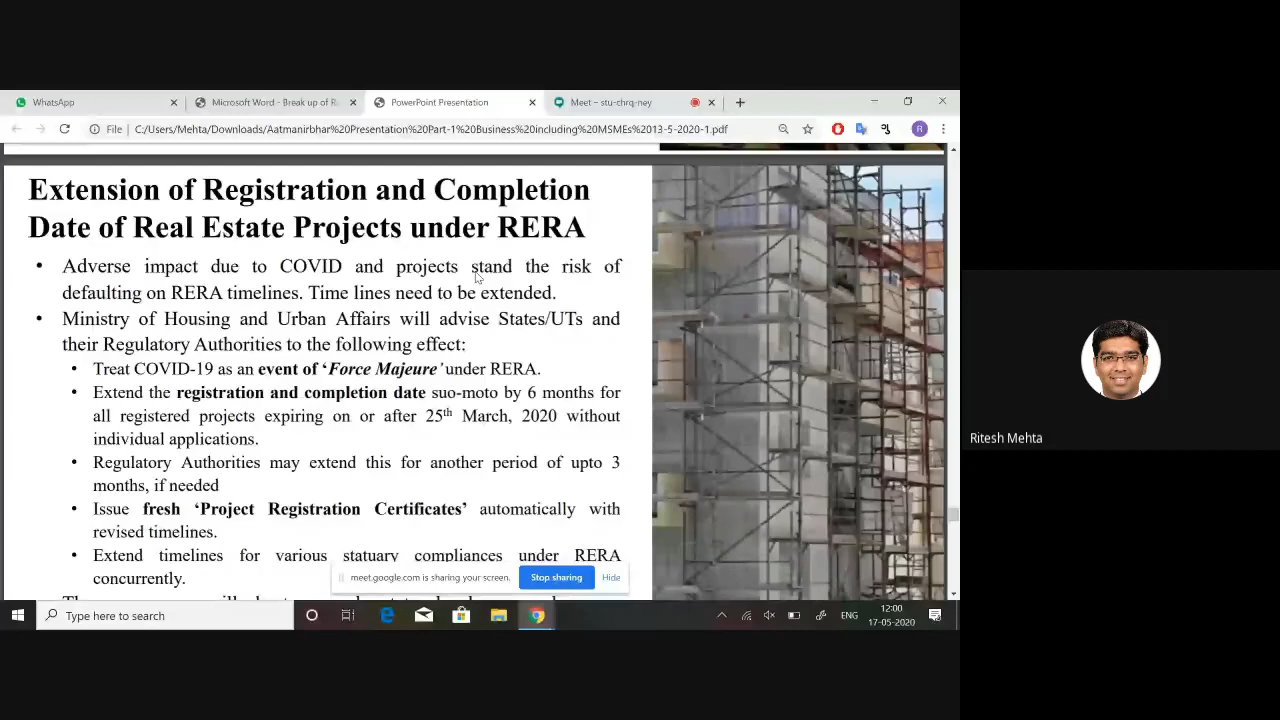 WhatsApp
Microsoft Word - Break up of R
PowerPoint Presentation
Meet – stu-chrq-ney
File
C:/Users/Mehta/Downloads/Aatmanirbhar%20Presentation%20Part-1%20Business%20including%20MSMEs%2013-5-2020-1.pdf
R
Extension of Registration and Completion
Date of Real Estate Projects under RERA
• Adverse impact due to COVID and projects stand the risk of
defaulting on RERA timelines. Time lines need to be extended.
• Ministry of Housing and Urban Affairs will advise States/UTs and
their Regulatory Authorities to the following effect:
• Treat COVID-19 as an event of ‘Force Majeure’ under RERA.
• Extend the registration and completion date suo-moto by 6 months for
all registered projects expiring on or after 25th March, 2020 without
individual applications.
• Regulatory Authorities may extend this for another period of upto 3
months, if needed
• Issue fresh ‘Project Registration Certificates’ automatically with
revised timelines.
• Extend timelines for various statuary compliances under RERA
concurrently.
meet.google.com is sharing your screen.
Stop sharing
Hide
Type here to search
ENG
12:00
17-05-2020
Ritesh Mehta